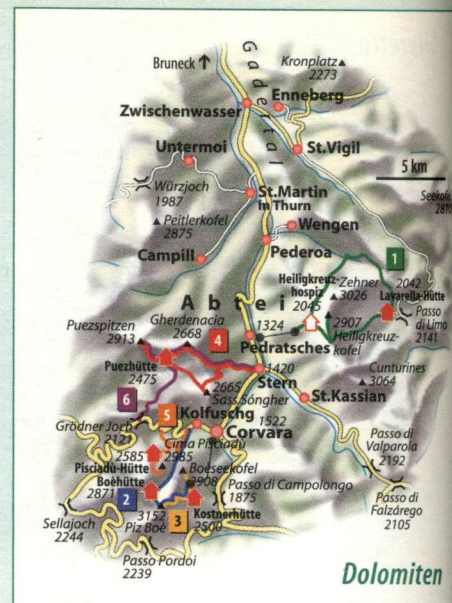 Bruneck ↑
Gadertal
Kronplatz
2273
Enneberg
Zwischenwasser
St.Vigil
Untermoi
5 km
Würzjoch
1987
St.Martin
in Thurn
Seekofel
2810
Peitlerkofel
2875
Wengen
Campill
Pederoa
1
Heiligkreuz-
hospiz
2045
Zehner
3026
2042
Lavarella-Hütte
Abtei
Passo
di Limo
2141
Puezspitzen
2913
Gherdenacia
2668
4
1324
2907
Heiligkreuz-
kofel
Pedratsches
Puezhütte
2475
1420
Stern
Cunturines
3064
2665
Sass Songher
St.Kassian
6
5
Kolfuschg
Grödner Joch
2121
1522
Corvara
2585
Cima Pisciadù
2985
Passo di
Valparola
2192
Pisciadù-Hütte
Boèseekofel
2908
Passo di Campolongo
1875
Boèhütte
2871
2
3152
Piz Boè
3
Kostnerhütte
2500
Passo di
Falzárego
2105
Sellajoch
2244
Passo Pordoi
2239
Dolomiten